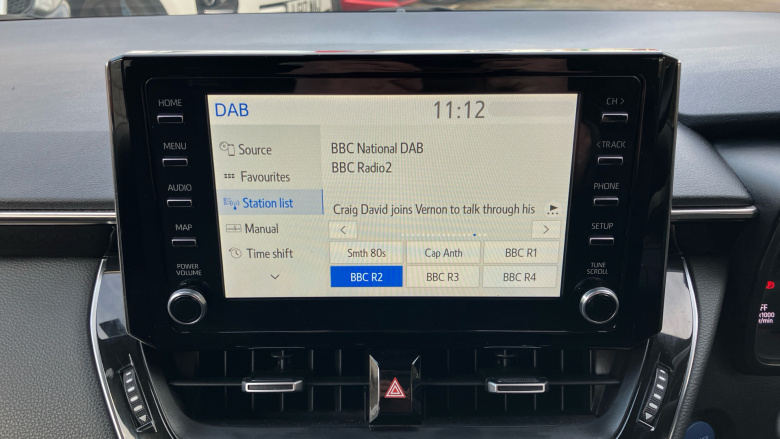 HOME
MENU
AUDIO
MAP
POWER
VOLUME
DAB 11:12
Source
Favourites
Station list
Manual
Time shift
BBC National DAB
BBC Radio2
Craig David joins Vernon to talk through his
< >
Smth 80s Cap Anth BBC R1
BBC R2 BBC R3 BBC R4
CH >
< TRACK
PHONE
SETUP
TUNE
SCROLL
x1000
r/min